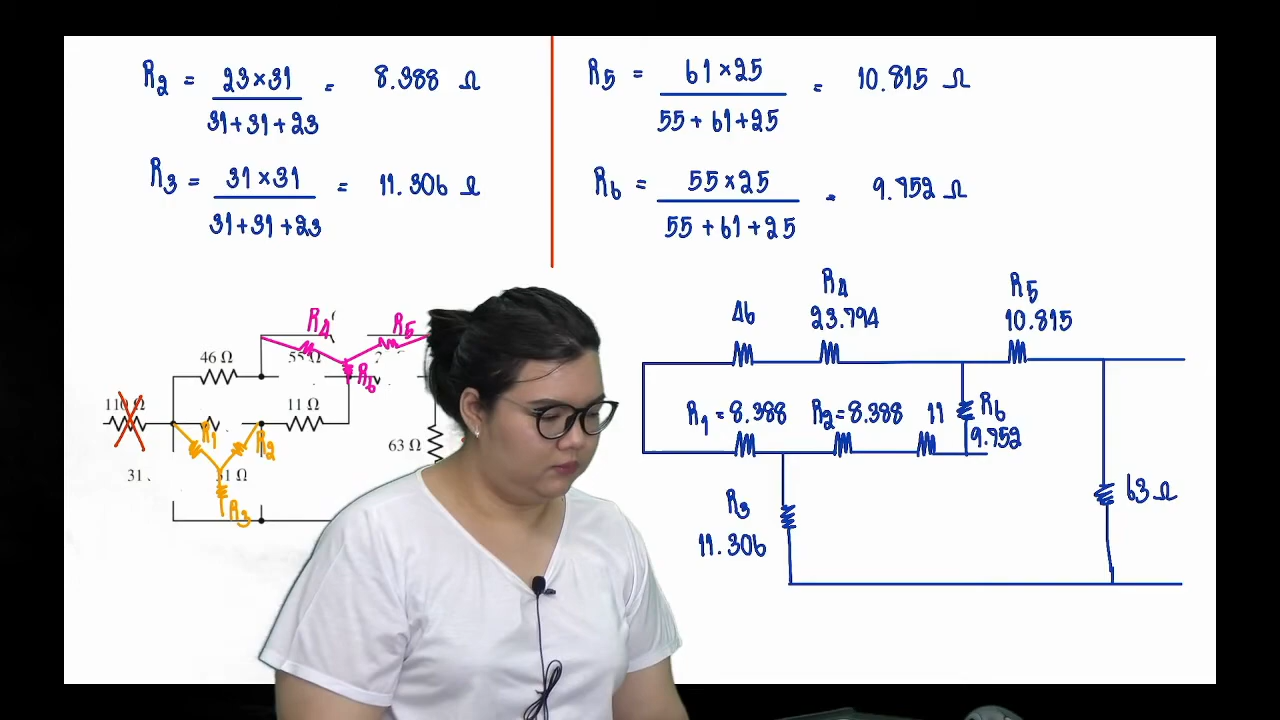 R2 = 23×31 / 31+31+23 = 8.388 Ω
R3 = 31×31 / 31+31+23 = 11.306 Ω
R5 = 61×25 / 55+61+25 = 10.815 Ω
R6 = 55×25 / 55+61+25 = 9.752 Ω
R4
R5
46 Ω
55 Ω
R6
110 Ω
11 Ω
R1
R2
63 Ω
31
31 Ω
R3
46
R4
23.794
R5
10.815
R1 = 8.388
R2 = 8.388
11
R6
9.752
R3
11.306
63 Ω